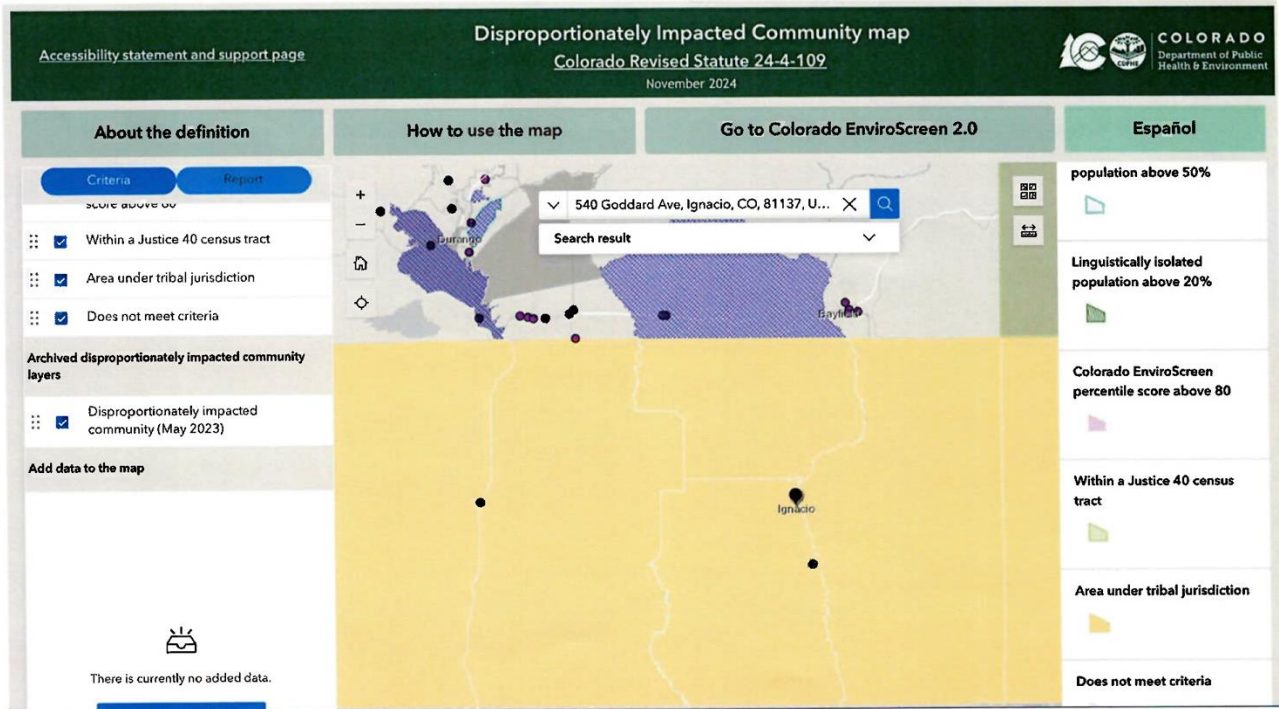 Accessibility statement and support page
Disproportionately Impacted Community map
Colorado Revised Statute 24-4-109
November 2024
CDPHE
COLORADO
Department of Public
Health & Environment
About the definition
How to use the map
Go to Colorado EnviroScreen 2.0
Español
Criteria
Report
Within a Justice 40 census tract
Area under tribal jurisdiction
Does not meet criteria
Archived disproportionately impacted community
layers
Disproportionately impacted
community (May 2023)
Add data to the map
There is currently no added data.
+
−
540 Goddard Ave, Ignacio, CO, 81137, U...
Search result
Durango
Bayfield
Ignacio
population above 50%
Linguistically isolated
population above 20%
Colorado EnviroScreen
percentile score above 80
Within a Justice 40 census
tract
Area under tribal jurisdiction
Does not meet criteria